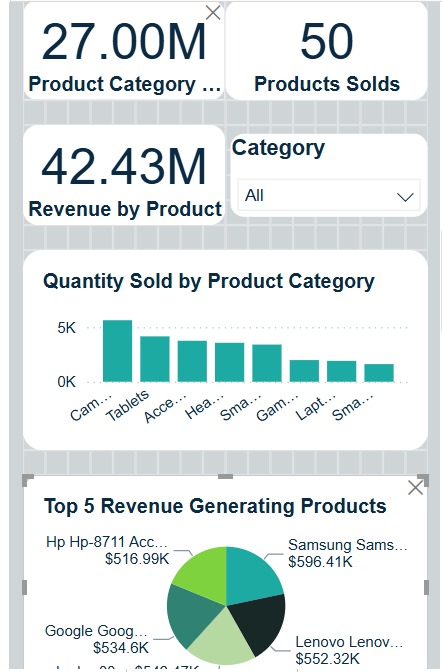 27.00M
Product Category ...
50
Products Solds
42.43M
Revenue by Product
Category
All
Quantity Sold by Product Category
5K
0K
Cam...
Tablets
Acce...
Hea...
Sma...
Gam...
Lapt...
Sma...
Top 5 Revenue Generating Products
Hp Hp-8711 Acc...
$516.99K
Samsung Sams...
$596.41K
Google Goog...
$534.6K
Lenovo Lenov...
$552.32K